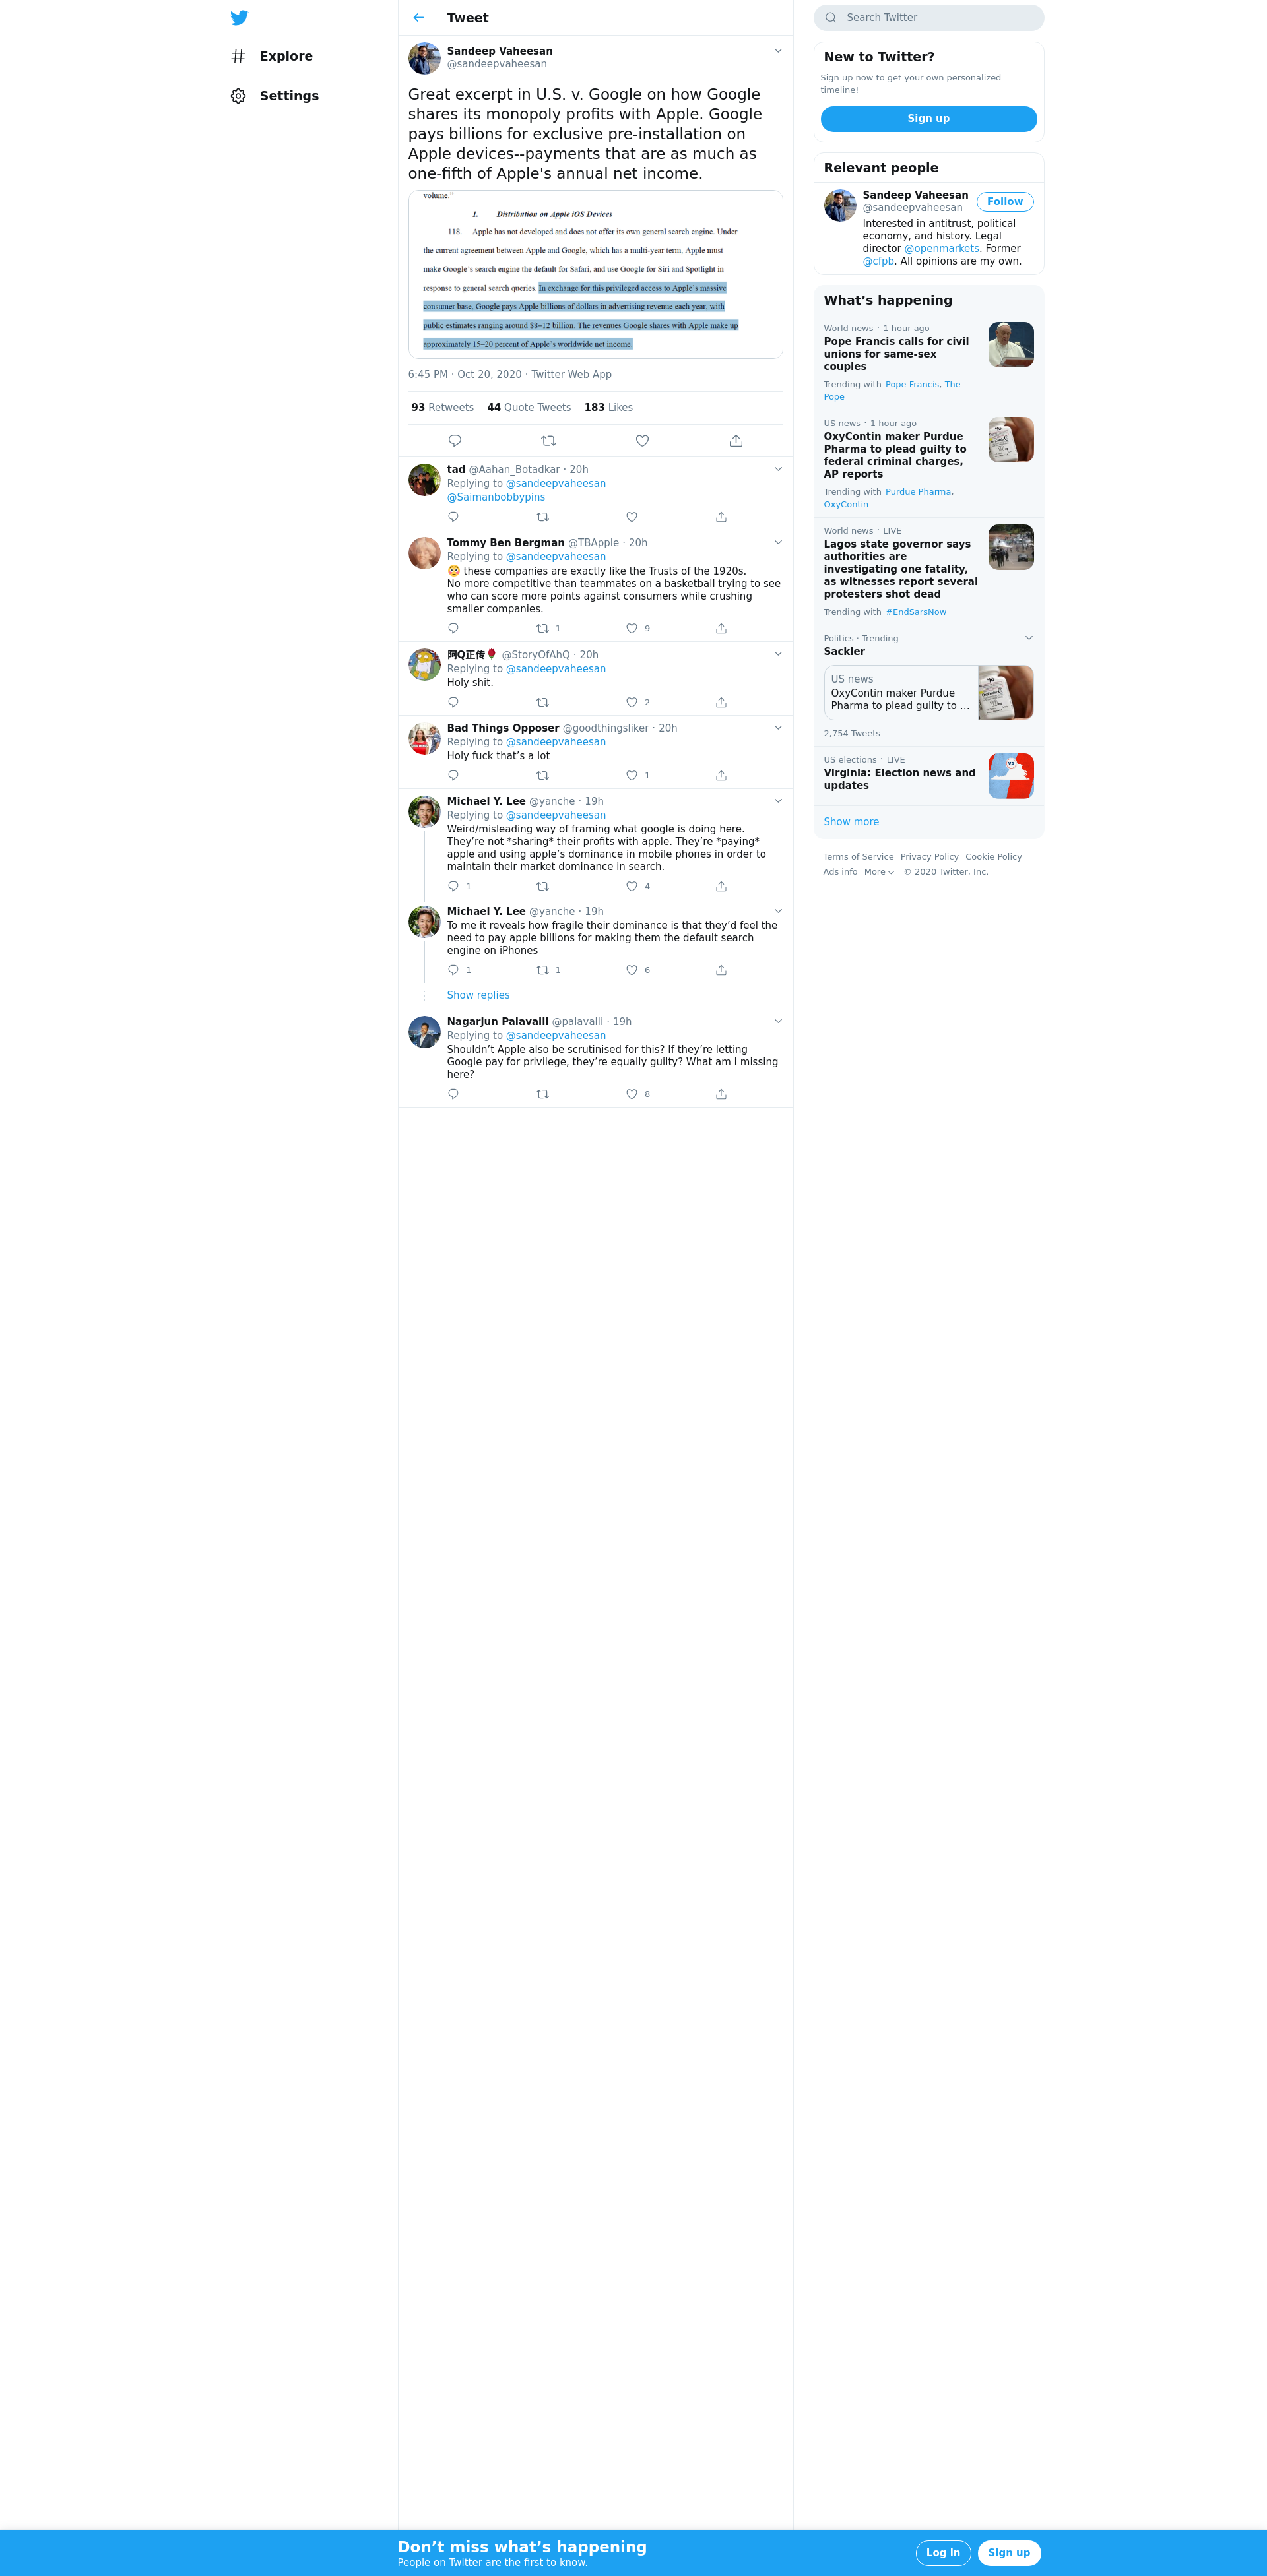 Explore
Settings
Tweet
Sandeep Vaheesan
@sandeepvaheesan
Great excerpt in U.S. v. Google on how Google
shares its monopoly profits with Apple. Google
pays billions for exclusive pre-installation on
Apple devices--payments that are as much as
one-fifth of Apple's annual net income.
volume.”
1. Distribution on Apple iOS Devices
118. Apple has not developed and does not offer its own general search engine. Under
the current agreement between Apple and Google, which has a multi-year term, Apple must
make Google’s search engine the default for Safari, and use Google for Siri and Spotlight in
response to general search queries. In exchange for this privileged access to Apple’s massive
consumer base, Google pays Apple billions of dollars in advertising revenue each year, with
public estimates ranging around $8–12 billion. The revenues Google shares with Apple make up
approximately 15–20 percent of Apple’s worldwide net income.
6:45 PM · Oct 20, 2020 · Twitter Web App
93 Retweets 44 Quote Tweets 183 Likes
tad @Aahan_Botadkar · 20h
Replying to @sandeepvaheesan
@Saimanbobbypins
Tommy Ben Bergman @TBApple · 20h
Replying to @sandeepvaheesan
😳 these companies are exactly like the Trusts of the 1920s.
No more competitive than teammates on a basketball trying to see
who can score more points against consumers while crushing
smaller companies.
1 9
阿Q正传🌹 @StoryOfAhQ · 20h
Replying to @sandeepvaheesan
Holy shit.
2
Bad Things Opposer @goodthingsliker · 20h
Replying to @sandeepvaheesan
Holy fuck that’s a lot
1
Michael Y. Lee @yanche · 19h
Replying to @sandeepvaheesan
Weird/misleading way of framing what google is doing here.
They’re not *sharing* their profits with apple. They’re *paying*
apple and using apple’s dominance in mobile phones in order to
maintain their market dominance in search.
1 4
Michael Y. Lee @yanche · 19h
To me it reveals how fragile their dominance is that they’d feel the
need to pay apple billions for making them the default search
engine on iPhones
1 1 6
Show replies
Nagarjun Palavalli @palavalli · 19h
Replying to @sandeepvaheesan
Shouldn’t Apple also be scrutinised for this? If they’re letting
Google pay for privilege, they’re equally guilty? What am I missing
here?
8
Search Twitter
New to Twitter?
Sign up now to get your own personalized
timeline!
Sign up
Relevant people
Sandeep Vaheesan
@sandeepvaheesan
Follow
Interested in antitrust, political
economy, and history. Legal
director @openmarkets. Former
@cfpb. All opinions are my own.
What’s happening
World news · 1 hour ago
Pope Francis calls for civil
unions for same-sex
couples
Trending with Pope Francis, The
Pope
US news · 1 hour ago
OxyContin maker Purdue
Pharma to plead guilty to
federal criminal charges,
AP reports
Trending with Purdue Pharma,
OxyContin
World news · LIVE
Lagos state governor says
authorities are
investigating one fatality,
as witnesses report several
protesters shot dead
Trending with #EndSarsNow
Politics · Trending
Sackler
US news
OxyContin maker Purdue
Pharma to plead guilty to …
2,754 Tweets
US elections · LIVE
Virginia: Election news and
updates
VA
Show more
Terms of Service Privacy Policy Cookie Policy
Ads info More © 2020 Twitter, Inc.
Don’t miss what’s happening
People on Twitter are the first to know.
Log in
Sign up